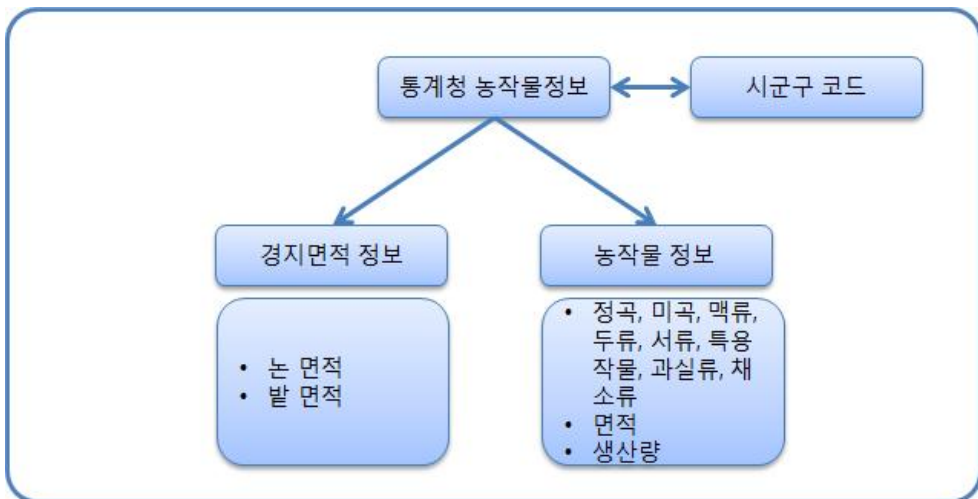 통계청 농작물정보
시군구 코드
경지면적 정보
• 논 면적
• 밭 면적
농작물 정보
• 정곡, 미곡, 맥류,
두류, 서류, 특용
작물, 과실류, 채
소류
• 면적
• 생산량